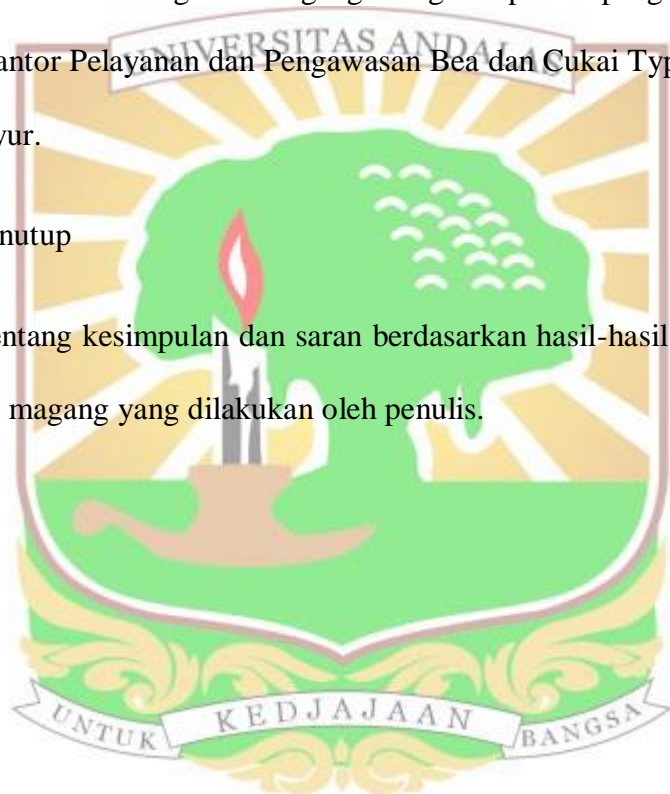 UNIVERSITAS ANDALAS
antor Pelayanan dan Pengawasan Bea dan Cukai Typ
yur.
nutup
entang kesimpulan dan saran berdasarkan hasil-hasil
magang yang dilakukan oleh penulis.
UNTUK KEDJAJAAN BANGSA